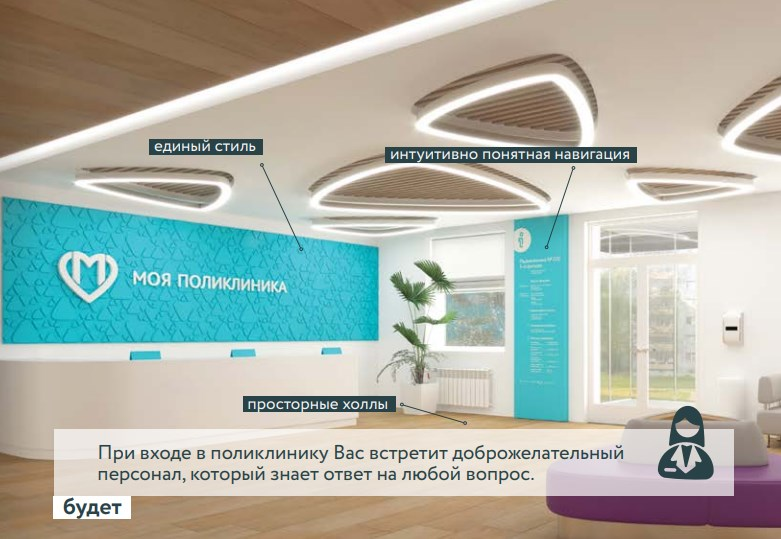 единый стиль
интуитивно понятная навигация
М
МОЯ ПОЛИКЛИНИКА
просторные холлы
При входе в поликлинику Вас встретит доброжелательный
персонал, который знает ответ на любой вопрос.
будет